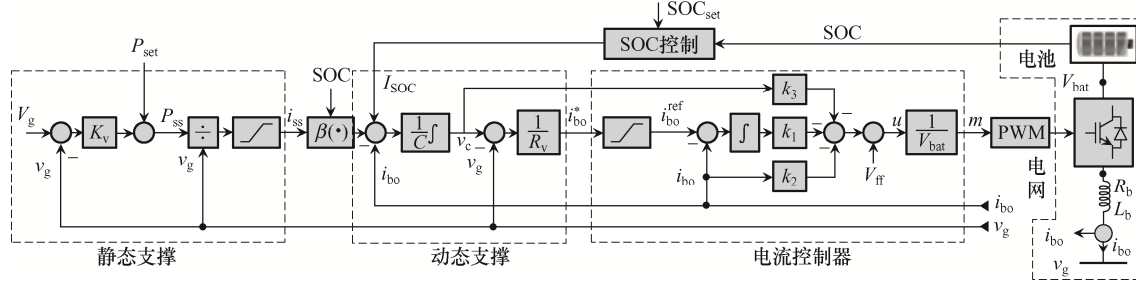 SOC_set
SOC控制
SOC
电池
V_bat
P_set
SOC
I_SOC
V_g
K_v
P_ss
÷
i_ss
β(·)
1/C ∫
v_c
1/R_v
i_bo^*
i_bo^ref
∫
k_3
k_1
k_2
u
1/V_bat
m
PWM
V_ff
v_g
v_g
v_g
i_bo
i_bo
电网
R_b
L_b
i_bo
v_g
i_bo
i_bo
v_g
静态支撑
动态支撑
电流控制器